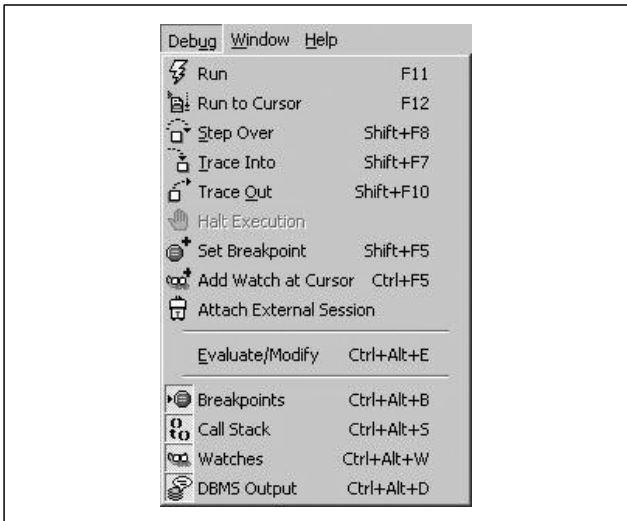 Debug Window Help
Run F11
Run to Cursor F12
Step Over Shift+F8
Trace Into Shift+F7
Trace Out Shift+F10
Halt Execution
Set Breakpoint Shift+F5
Add Watch at Cursor Ctrl+F5
Attach External Session
Evaluate/Modify Ctrl+Alt+E
Breakpoints Ctrl+Alt+B
Call Stack Ctrl+Alt+S
Watches Ctrl+Alt+W
DBMS Output Ctrl+Alt+D